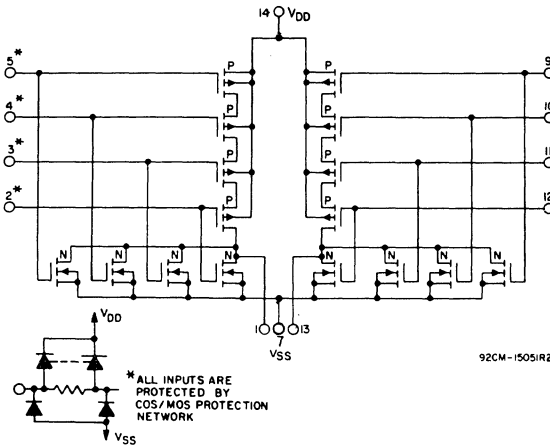 14 VDD
5* P P 9
4* P P 10
3* P P 11
2* P P 12
N N N N N N N N
1 7 13
VSS
92CM-15051R2
VDD
* ALL INPUTS ARE
PROTECTED BY
COS/MOS PROTECTION
NETWORK
VSS